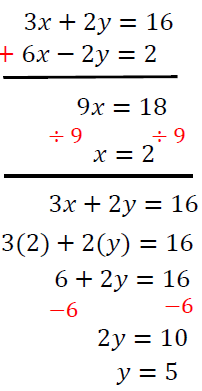 3x + 2y = 16
+ 6x − 2y = 2
9x = 18
÷ 9 ÷ 9
x = 2
3x + 2y = 16
3(2) + 2(y) = 16
6 + 2y = 16
−6 −6
2y = 10
y = 5